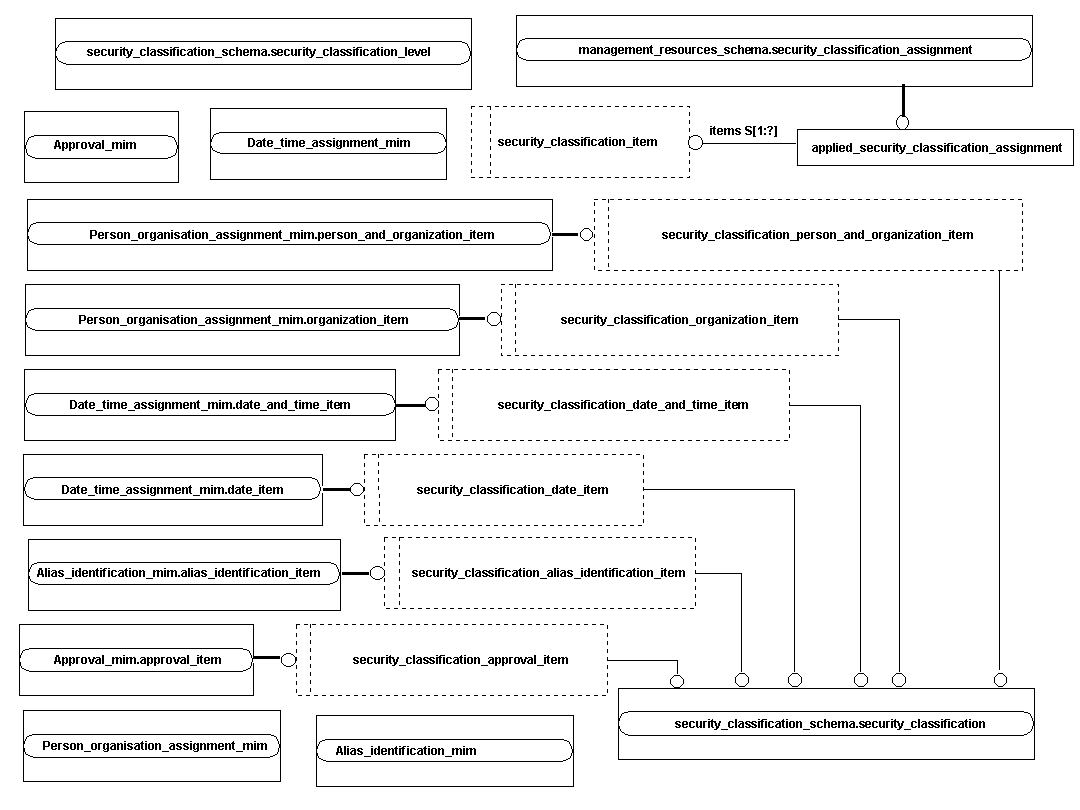 security_classification_schema.security_classification_level
management_resources_schema.security_classification_assignment
Approval_mim
Date_time_assignment_mim
security_classification_item
items S[1:?]
applied_security_classification_assignment
Person_organisation_assignment_mim.person_and_organization_item
security_classification_person_and_organization_item
Person_organisation_assignment_mim.organization_item
security_classification_organization_item
Date_time_assignment_mim.date_and_time_item
security_classification_date_and_time_item
Date_time_assignment_mim.date_item
security_classification_date_item
Alias_identification_mim.alias_identification_item
security_classification_alias_identification_item
Approval_mim.approval_item
security_classification_approval_item
security_classification_schema.security_classification
Person_organisation_assignment_mim
Alias_identification_mim